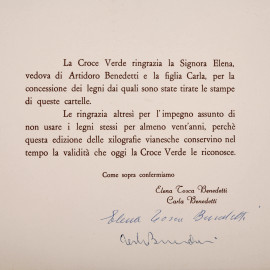 La Croce Verde ringrazia la Signora Elena,
vedova di Artidoro Benedetti e la figlia Carla, per la
concessione dei legni dai quali sono state tirate le stampe
di queste cartelle.
Le ringrazia altresì per l'impegno assunto di
non usare i legni stessi per almeno vent'anni, perchè
questa edizione delle xilografie vianesche conservino nel
tempo la validità che oggi la Croce Verde le riconosce.
Come sopra confermiamo
Elena Tosca Benedetti
Carla Benedetti
Elena Tosca Benedetti
Carla Benedetti